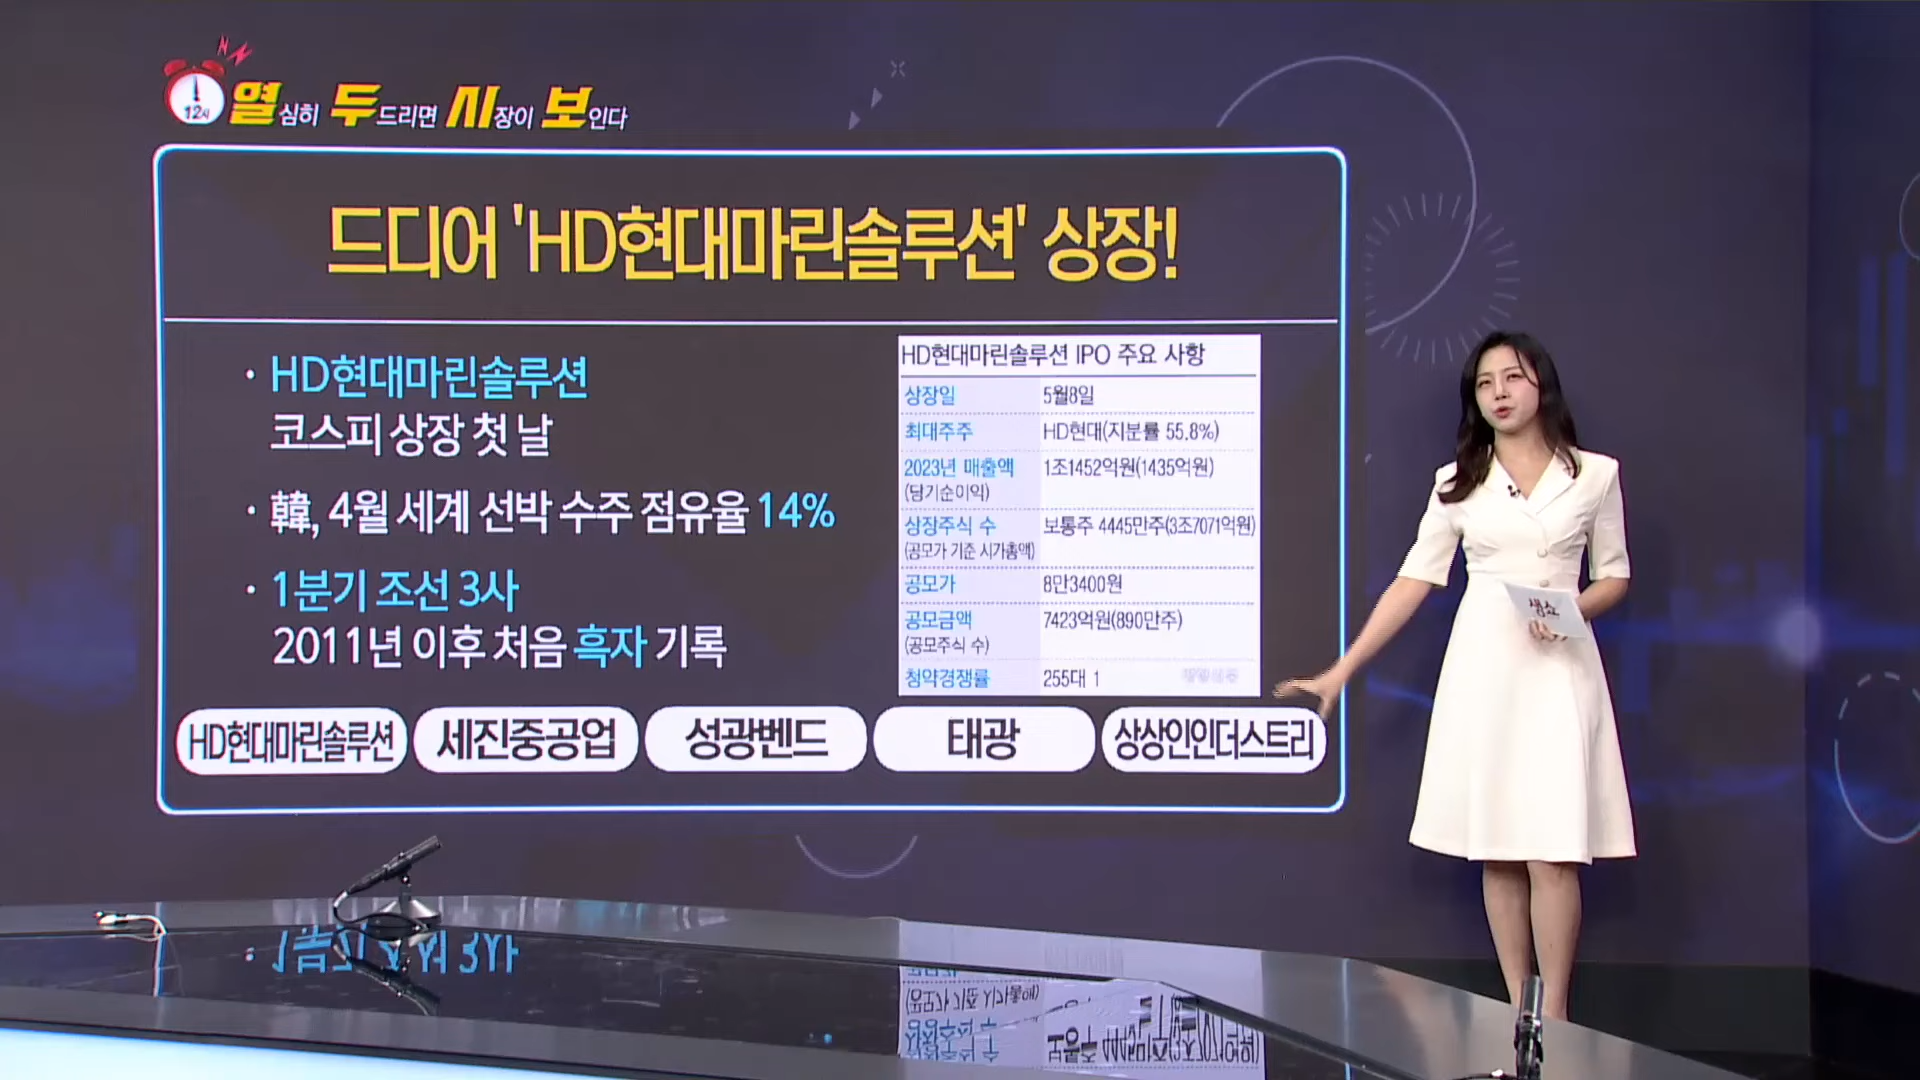 12시
열심히 두드리면 시장이 보인다
드디어 'HD현대마린솔루션' 상장!
· HD현대마린솔루션
코스피 상장 첫 날
· 韓, 4월 세계 선박 수주 점유율 14%
· 1분기 조선 3사
2011년 이후 처음 흑자 기록
HD현대마린솔루션 IPO 주요 사항
상장일 5월8일
최대주주 HD현대(지분률 55.8%)
2023년 매출액 1조1452억원(1435억원)
(당기순이익)
상장주식 수 보통주 4445만주(3조7071억원)
(공모가 기준 시가총액)
공모가 8만3400원
공모금액 7423억원(890만주)
(공모주식 수)
청약경쟁률 255대 1
HD현대마린솔루션 세진중공업 성광벤드 태광 상상인인더스트리
생쇼